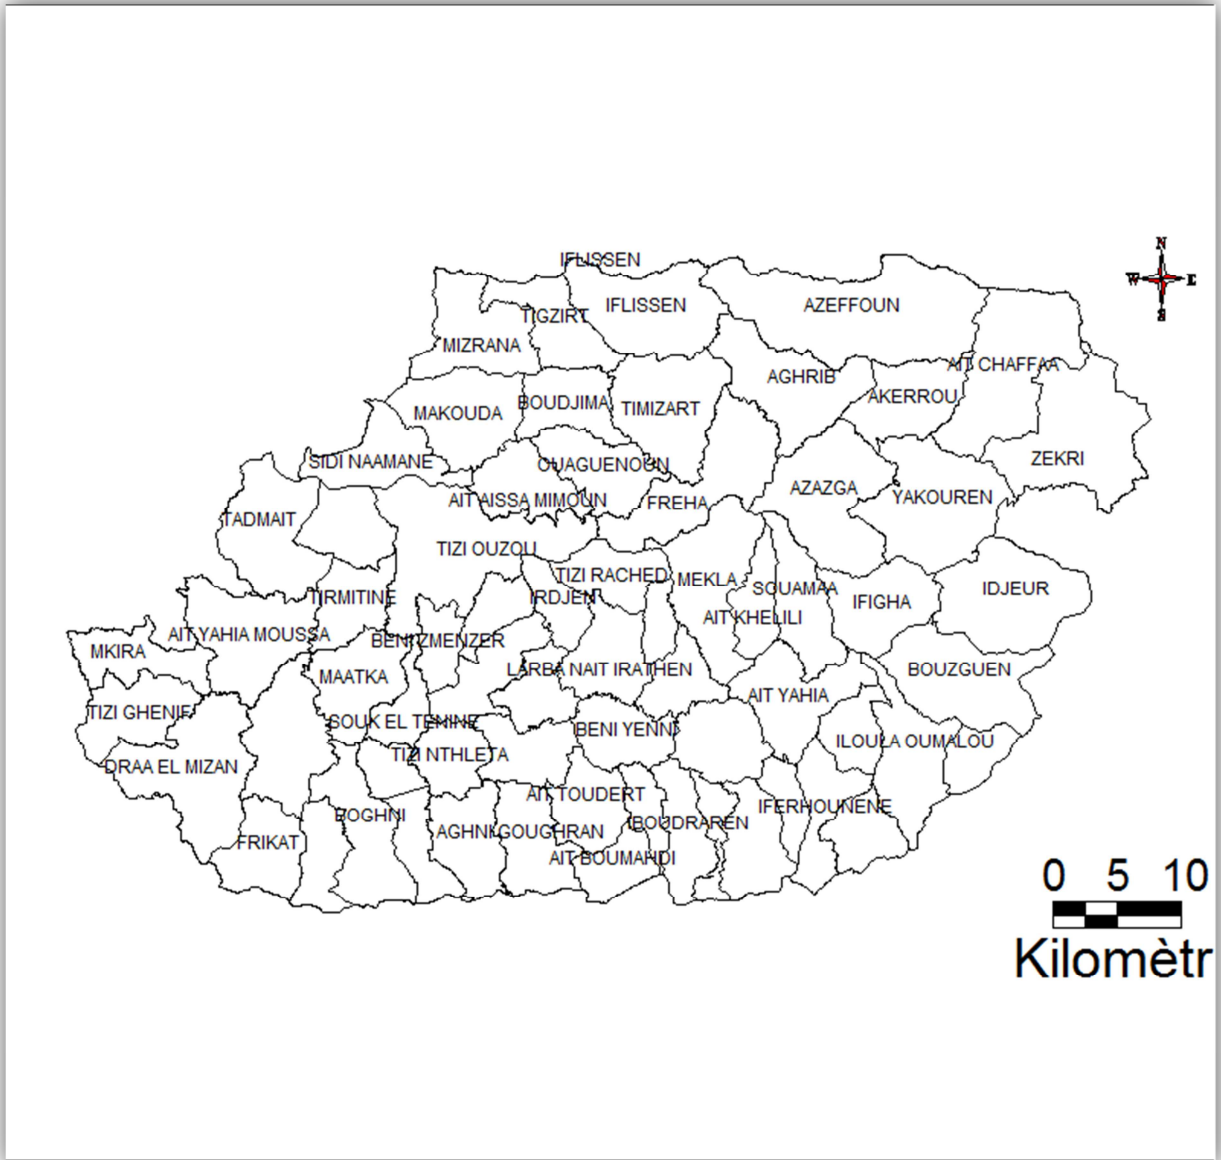 N
W E
S
IFLISSEN
IFLISSEN
AZEFFOUN
TIGZIRT
MIZRANA
AIT CHAFFAA
AGHRIB
AKERROU
BOUDJIMA
TIMIZART
MAKOUDA
SIDI NAAMANE
OUAGUENOUN
ZEKRI
AZAZGA
YAKOUREN
AIT AISSA MIMOUN
FREHA
TADMAIT
TIZI OUZOU
TIZI RACHED
MEKLA
SOUAMAA
IDJEUR
TIRMITINE
IRDJEN
IFIGHA
AIT KHELILI
AIT YAHIA MOUSSA
BENI ZMENZER
MKIRA
LARBA NAIT IRATHEN
BOUZGUEN
MAATKA
AIT YAHIA
TIZI GHENIF
SOUK EL TENINE
BENI YENNI
ILOULA OUMALOU
TIZI NTHLETA
DRAA EL MIZAN
AIT TOUDERT
IFERHOUNENE
BOGHNI
IBOUDRAREN
AGHNI GOUGHRAN
FRIKAT
AIT BOUMAHDI
0 5 10
Kilomètr